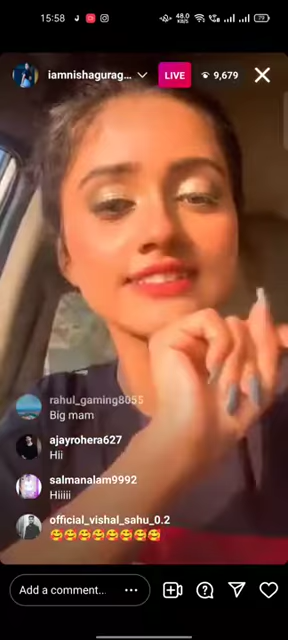 15:58
48.0
KB/S
79
iamnishagurag...
LIVE
9,679
rahul_gaming8055
Big mam
ajayrohera627
Hii
salmanalam9992
Hiiiii
official_vishal_sahu_0.2
🥰🥰🥰🥰🥰🥰🥰🥰
Add a comment...